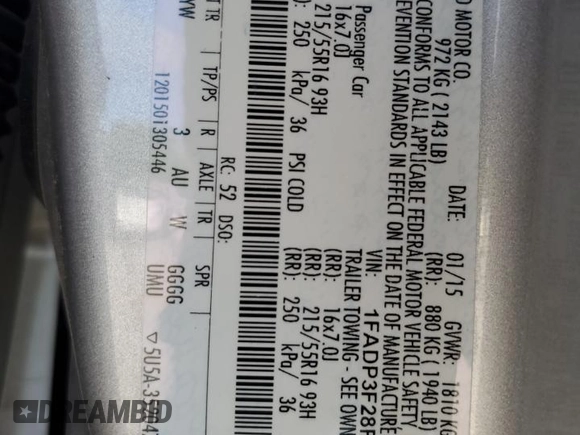 D MOTOR CO.
DATE: 01/15 GVWR: 1810 KG
972 KG ( 2143 LB) (RR): 880 KG ( 1940 LB)
CONFORMS TO ALL APPLICABLE FEDERAL MOTOR VEHICLE SAFETY
EVENTION STANDARDS IN EFFECT ON THE DATE OF MANUFACTURE
VIN: 1FADP3F28F
Passenger Car TRAILER TOWING - SEE OWN
16x7.0J (RR): 16x7.0J
215/55R16 93H (RR): 215/55R16 93H
): 250 kPa/ 36 PSI COLD (RR): 250 kPa/ 36
RC: 52 DSO:
TR TP/PS R AXLE TR SPR
3 AU W GGGG
YW 1201501305446 UMU
5U5A-3
AutoHelperBot.com